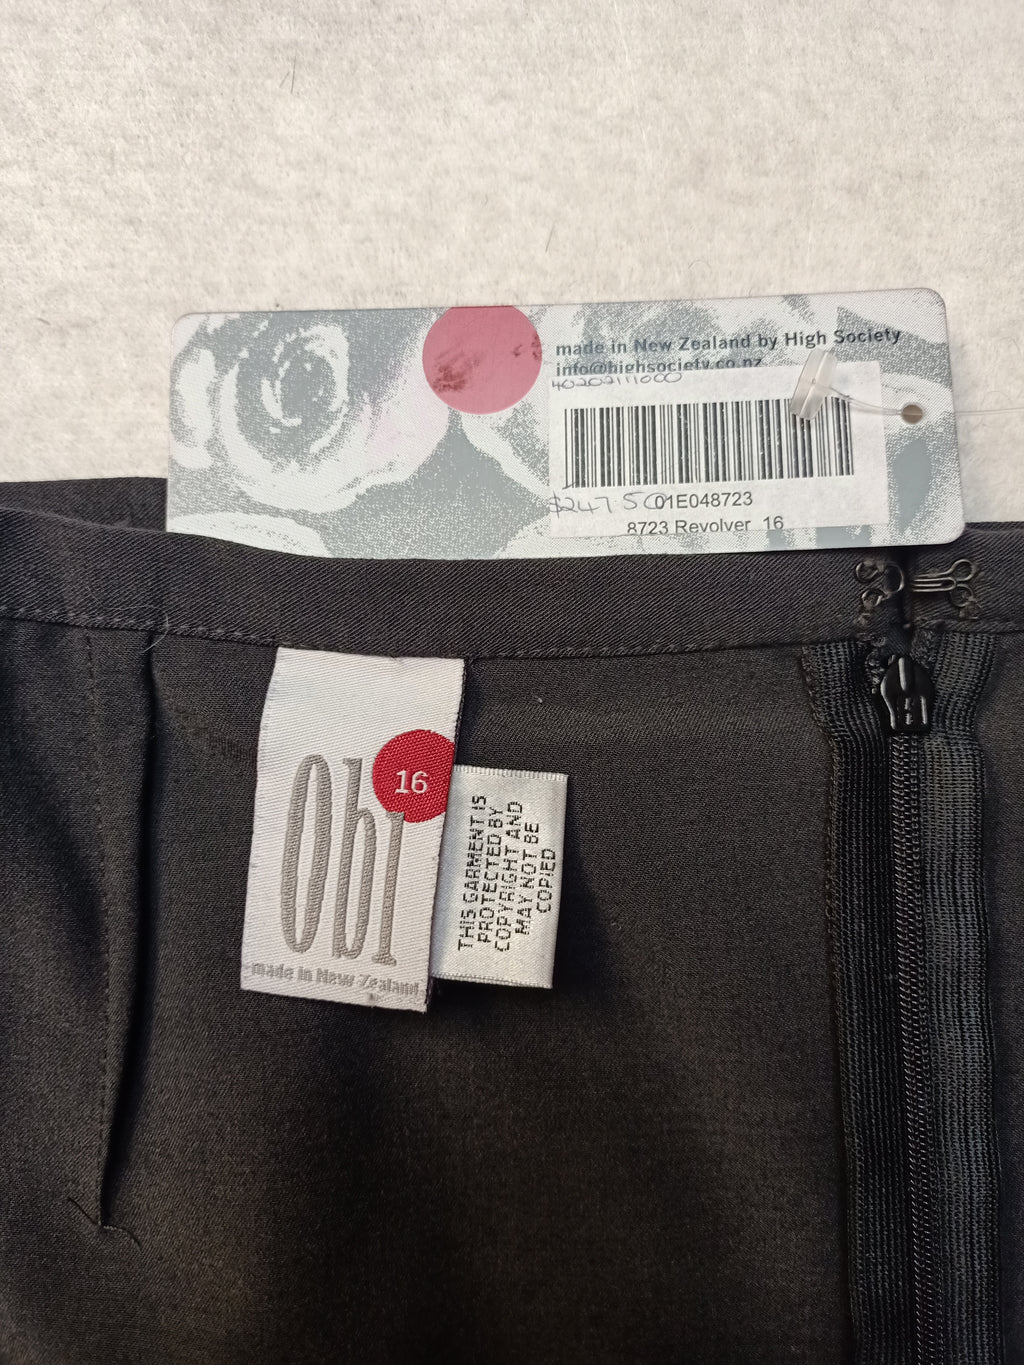 made in New Zealand by High Society
info@highsociety.co.nz
40202111000
$247.50 01E048723
8723 Revolver 16
16
Obi
made in New Zealand
THIS GARMENT IS
PROTECTED BY
COPYRIGHT AND
MAY NOT BE
COPIED